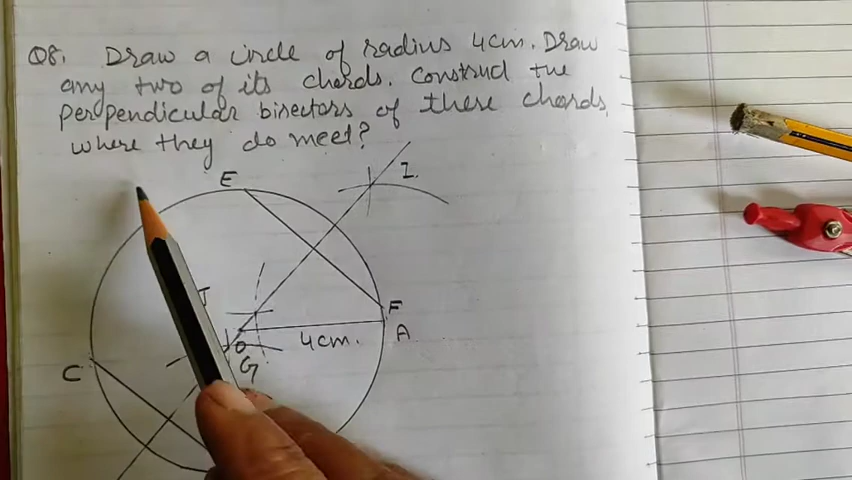 Q8. Draw a circle of radius 4cm. Draw
any two of its chords. Construct the
perpendicular bisectors of these chords,
where they do meet?
E
I
J
F
O
4cm.
A
G
C